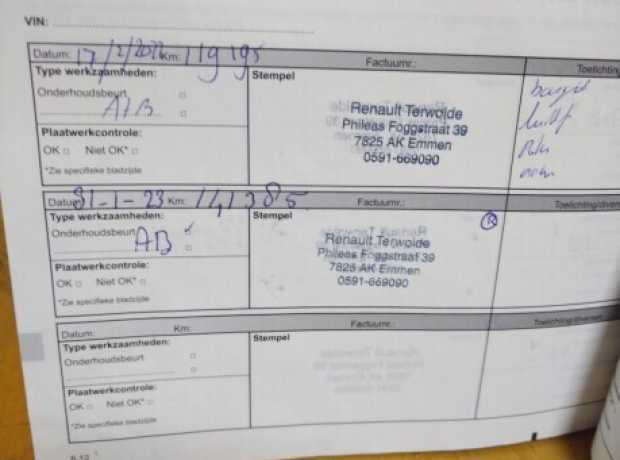 VIN:
Datum: 17/2/2022 Km: 119195 Factuurnr.: Toelichting
Type werkzaamheden: Stempel
Onderhoudsbeurt
A+B
Renault Terwolde
Phileas Foggstraat 39
7825 AK Emmen
0591-669090
Plaatwerkcontrole:
OK Niet OK*
*Zie specifieke bladzijde
Datum: 31-1-23 Km: 141385 Factuurnr.: Toelichting/diversen
Type werkzaamheden: Stempel
Onderhoudsbeurt
AB
Renault Terwolde
Phileas Foggstraat 39
7825 AK Emmen
0591-669090
Plaatwerkcontrole:
OK Niet OK*
*Zie specifieke bladzijde
Datum: Km: Factuurnr.: Toelichting/diversen
Type werkzaamheden: Stempel
Onderhoudsbeurt
Plaatwerkcontrole:
OK Niet OK*
*Zie specifieke bladzijde